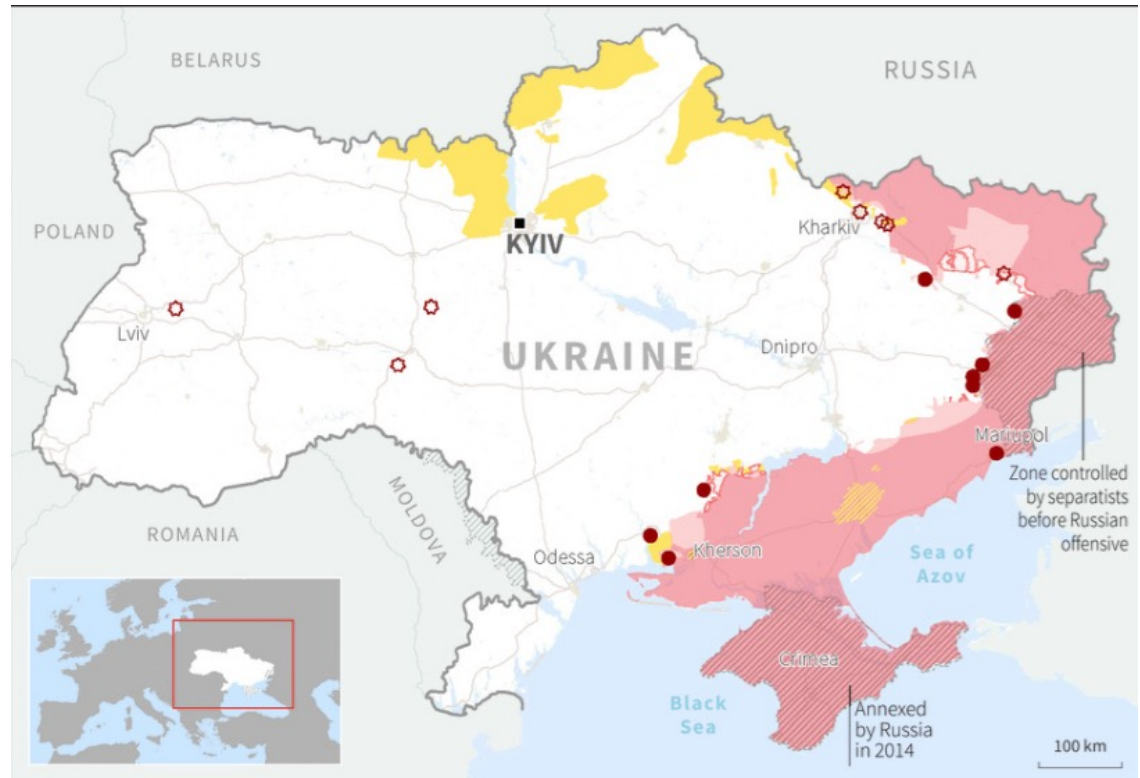 BELARUS
RUSSIA
POLAND
KYIV
Kharkiv
Lviv
UKRAINE
Dnipro
Mariupol
Zone controlled
by separatists
before Russian
offensive
MOLDOVA
ROMANIA
Odessa
Kherson
Sea of
Azov
Crimea
Black
Sea
Annexed
by Russia
in 2014
100 km